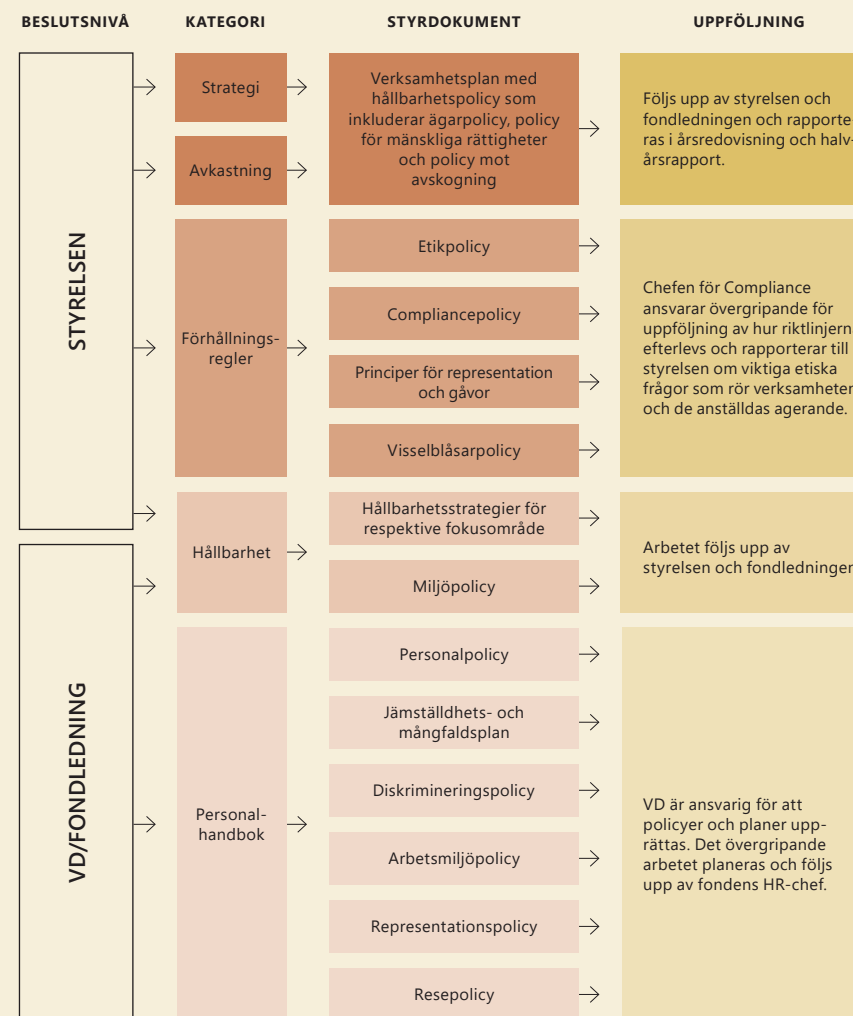 BESLUTSNIVÅ
KATEGORI
STYRDOKUMENT
UPPFÖLJNING
STYRELSEN
Strategi
Avkastning
Verksamhetsplan med
hållbarhetspolicy som
inkluderar ägarpolicy, policy
för mänskliga rättigheter
och policy mot
avskogning
Följs upp av styrelsen och
fondledningen och rapporte-
ras i årsredovisning och halv-
årsrapport.
Förhållnings-
regler
Etikpolicy
Compliancepolicy
Principer för representation
och gåvor
Visselblåsarpolicy
Chefen för Compliance
ansvarar övergripande för
uppföljning av hur riktlinjern
efterlevs och rapporterar till
styrelsen om viktiga etiska
frågor som rör verksamheten
och de anställdas agerande.
Hållbarhet
Hållbarhetsstrategier för
respektive fokusområde
Miljöpolicy
Arbetet följs upp av
styrelsen och fondledningen
VD/FONDLEDNING
Personal-
handbok
Personalpolicy
Jämställdhets- och
mångfaldsplan
Diskrimineringspolicy
Arbetsmiljöpolicy
Representationspolicy
Resepolicy
VD är ansvarig för att
policyer och planer upp-
rättas. Det övergripande
arbetet planeras och följs
upp av fondens HR-chef.